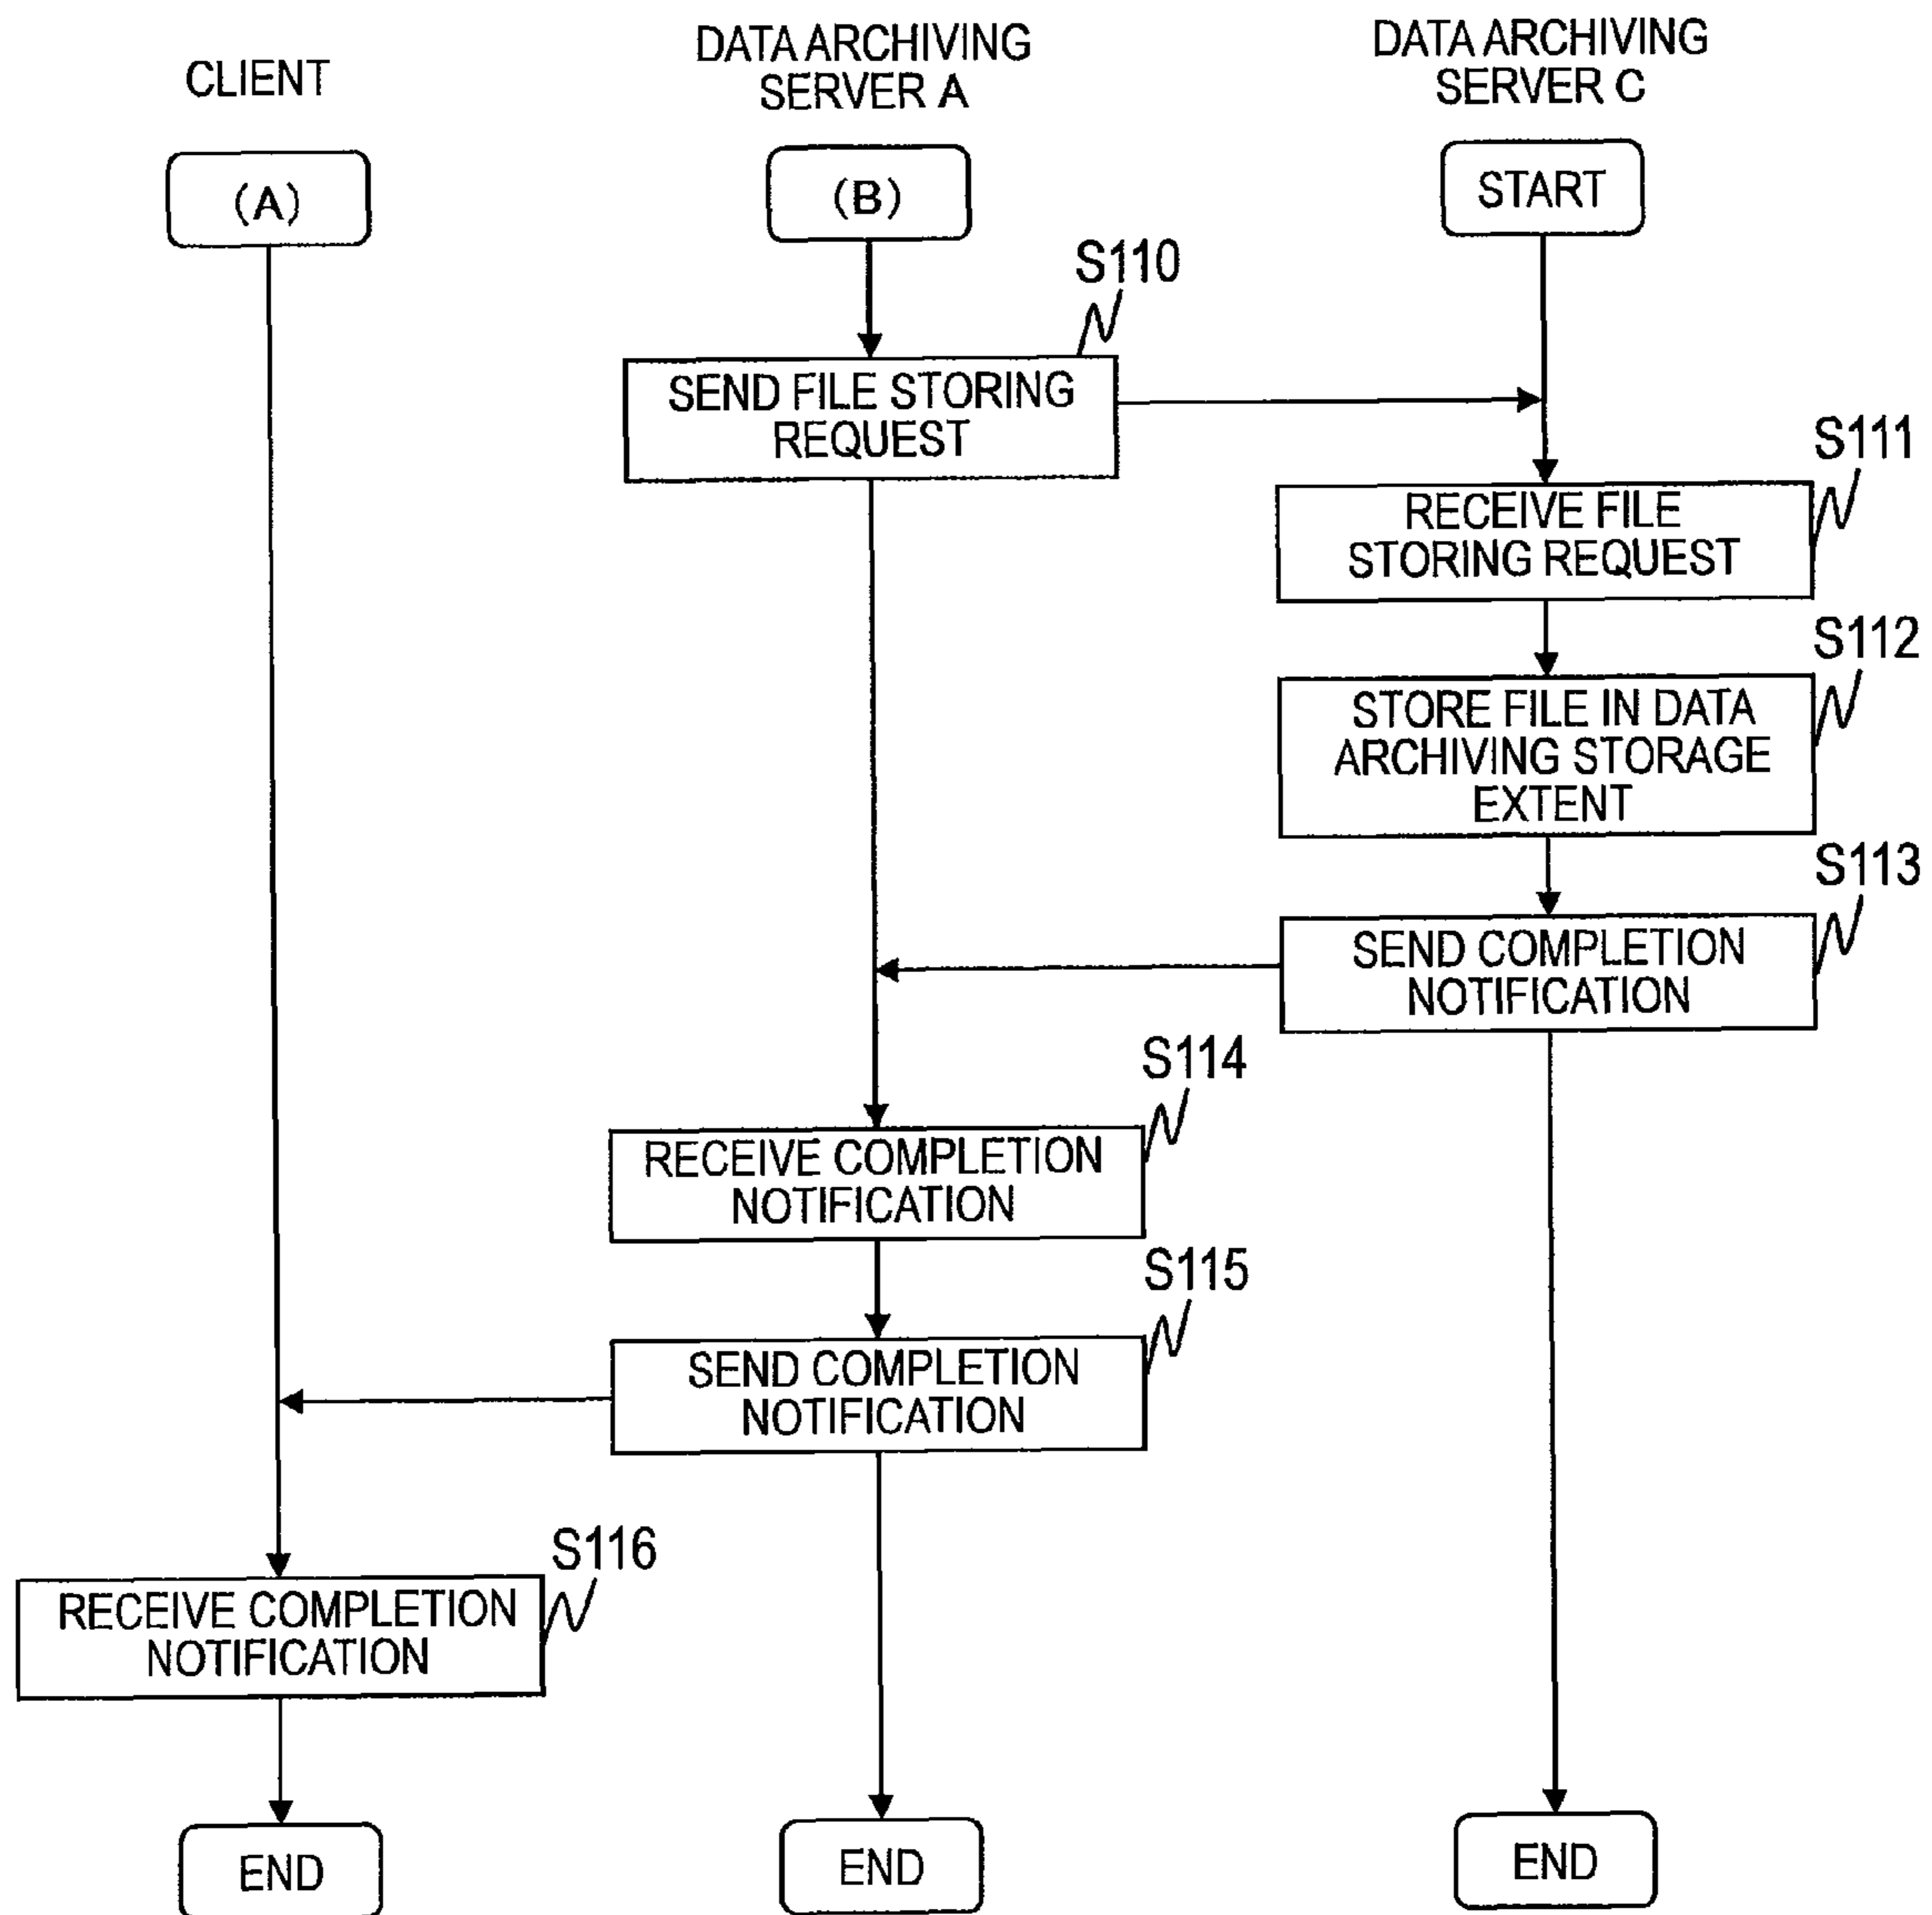 CLIENT
DATA ARCHIVING
SERVER A
DATA ARCHIVING
SERVER C
(A)
(B)
START
S110
SEND FILE STORING
REQUEST
S111
RECEIVE FILE
STORING REQUEST
S112
STORE FILE IN DATA
ARCHIVING STORAGE
EXTENT
S113
SEND COMPLETION
NOTIFICATION
S114
RECEIVE COMPLETION
NOTIFICATION
S115
SEND COMPLETION
NOTIFICATION
S116
RECEIVE COMPLETION
NOTIFICATION
END
END
END